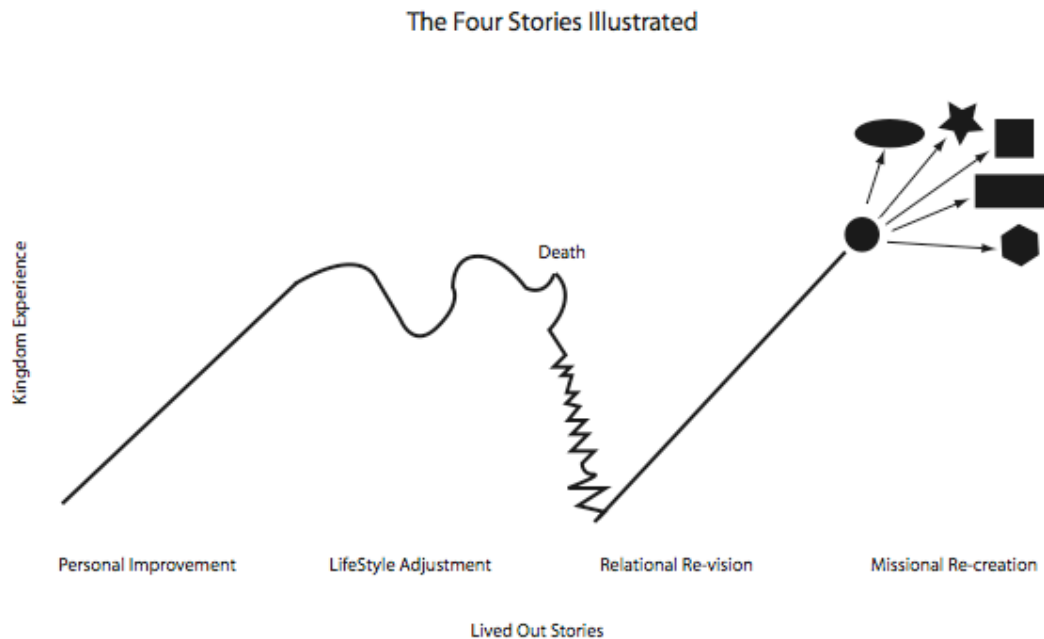 The Four Stories Illustrated
Death
Kingdom Experience
Personal Improvement
LifeStyle Adjustment
Relational Re-vision
Missional Re-creation
Lived Out Stories